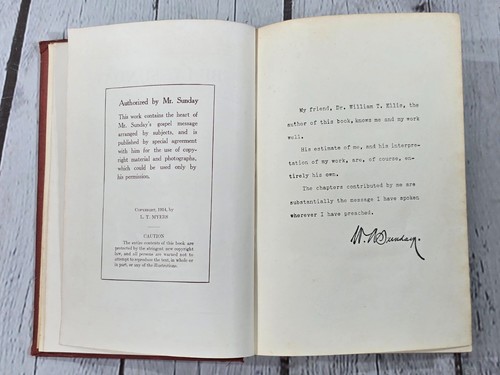 Authorized by Mr. Sunday
This work contains the heart of
Mr. Sunday's gospel message
arranged by subjects, and is
published by special agreement
with him for the use of copy-
right material and photographs,
which could be used only by
his permission.
COPYRIGHT, 1914, by
L. T. MYERS
CAUTION
The entire contents of this book are
protected by the stringent new copyright
law, and all persons are warned not to
attempt to reproduce the text, in whole or
in part, or any of the illustrations.
My friend, Dr. William T. Ellis, the
author of this book, knows me and my work
well.
His estimate of me, and his interpre-
tation of my work, are, of course, en-
tirely his own.
The chapters contributed by me are
substantially the message I have spoken
wherever I have preached.
W. A. Sunday.